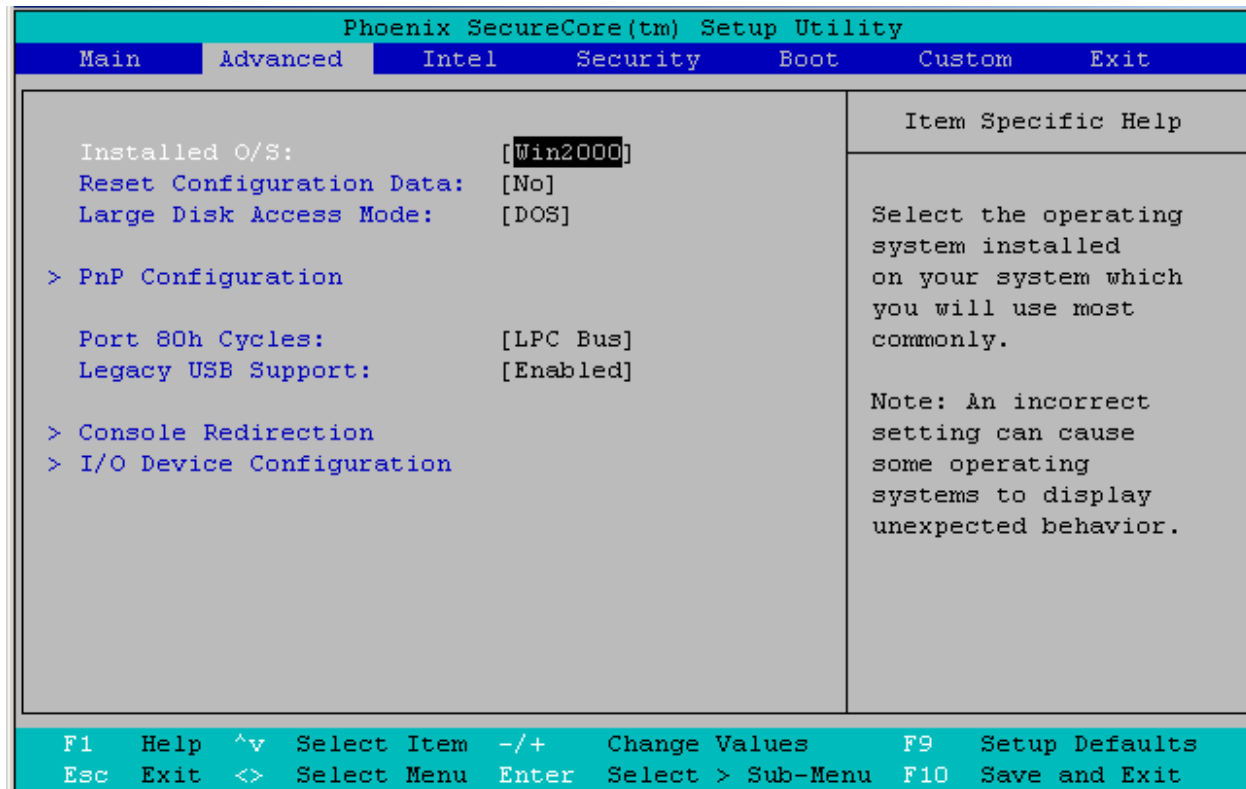 Phoenix SecureCore(tm) Setup Utility
Main Advanced Intel Security Boot Custom Exit
Installed O/S: [Win2000]
Reset Configuration Data: [No]
Large Disk Access Mode: [DOS]
> PnP Configuration
Port 80h Cycles: [LPC Bus]
Legacy USB Support: [Enabled]
> Console Redirection
> I/O Device Configuration
Item Specific Help
Select the operating
system installed
on your system which
you will use most
commonly.
Note: An incorrect
setting can cause
some operating
systems to display
unexpected behavior.
F1 Help ^v Select Item -/+ Change Values F9 Setup Defaults
Esc Exit <> Select Menu Enter Select > Sub-Menu F10 Save and Exit